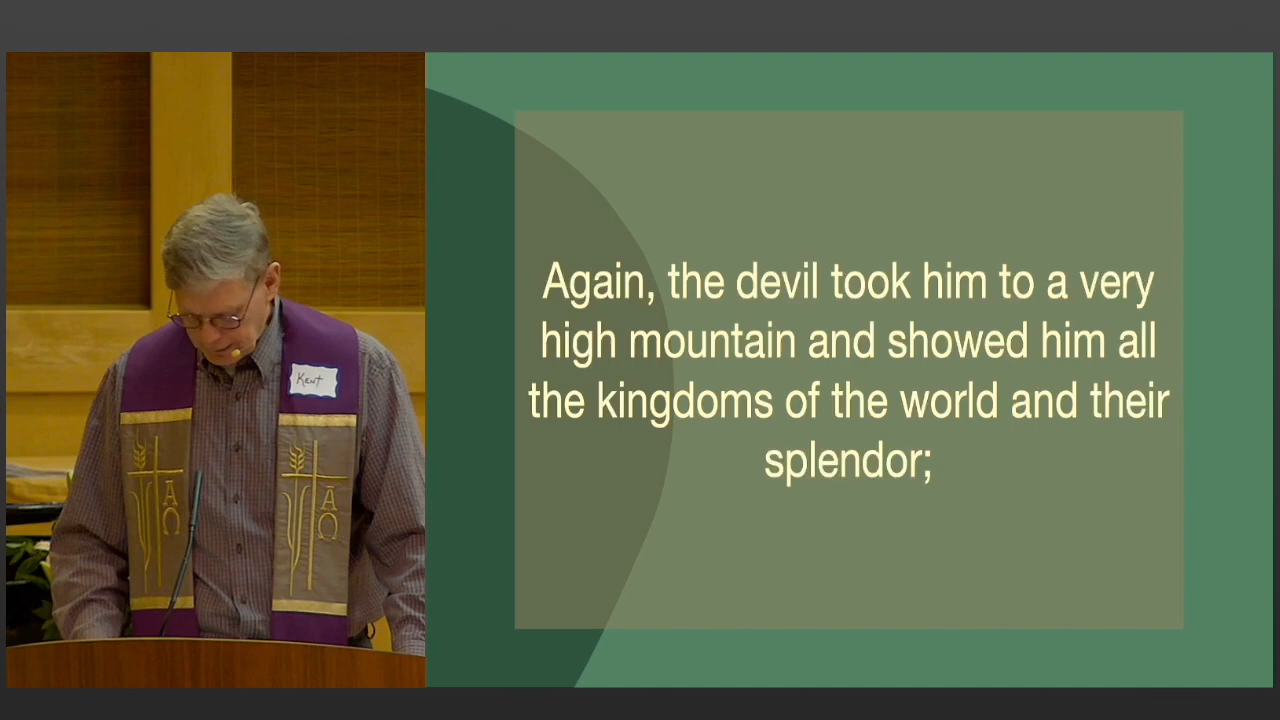 Kent
Α
Ω
Α
Ω
Again, the devil took him to a very
high mountain and showed him all
the kingdoms of the world and their
splendor;